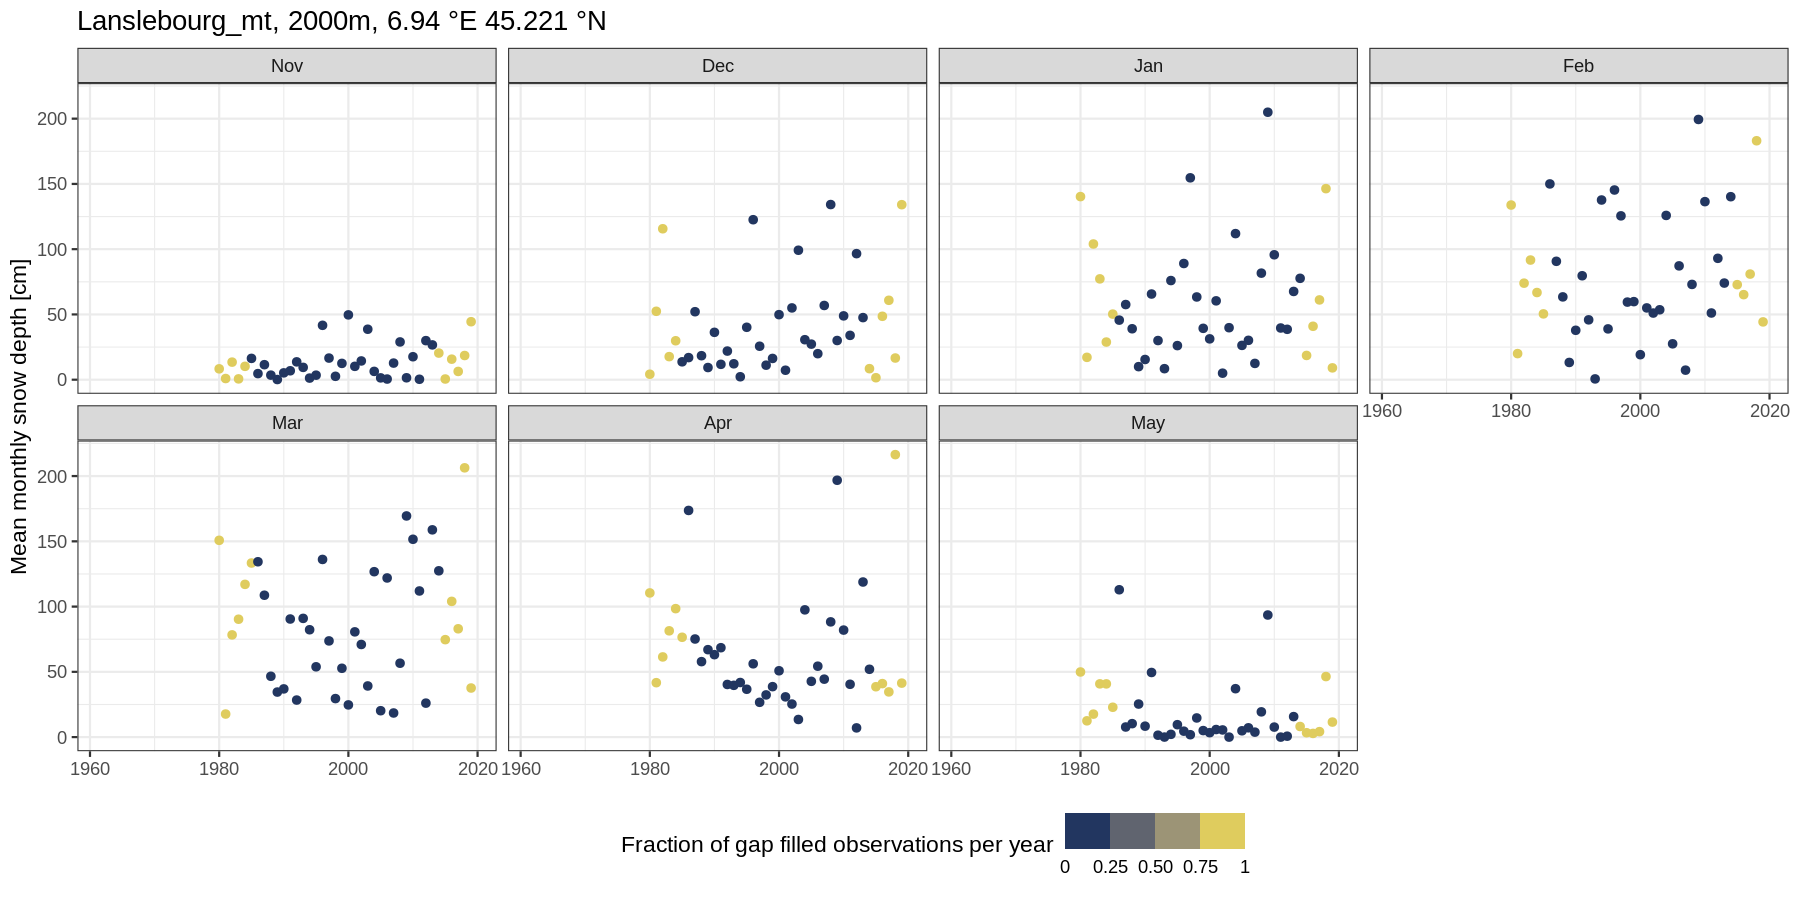 Lanslebourg_mt, 2000m, 6.94 °E 45.221 °N
Nov Dec Jan Feb
200
150
100
50
0
1960 1980 2000 2020
Mar Apr May
200
150
100
50
0
1960 1980 2000 2020 1960 1980 2000 2020 1960 1980 2000 2020
Mean monthly snow depth [cm]
Fraction of gap filled observations per year
0 0.25 0.50 0.75 1